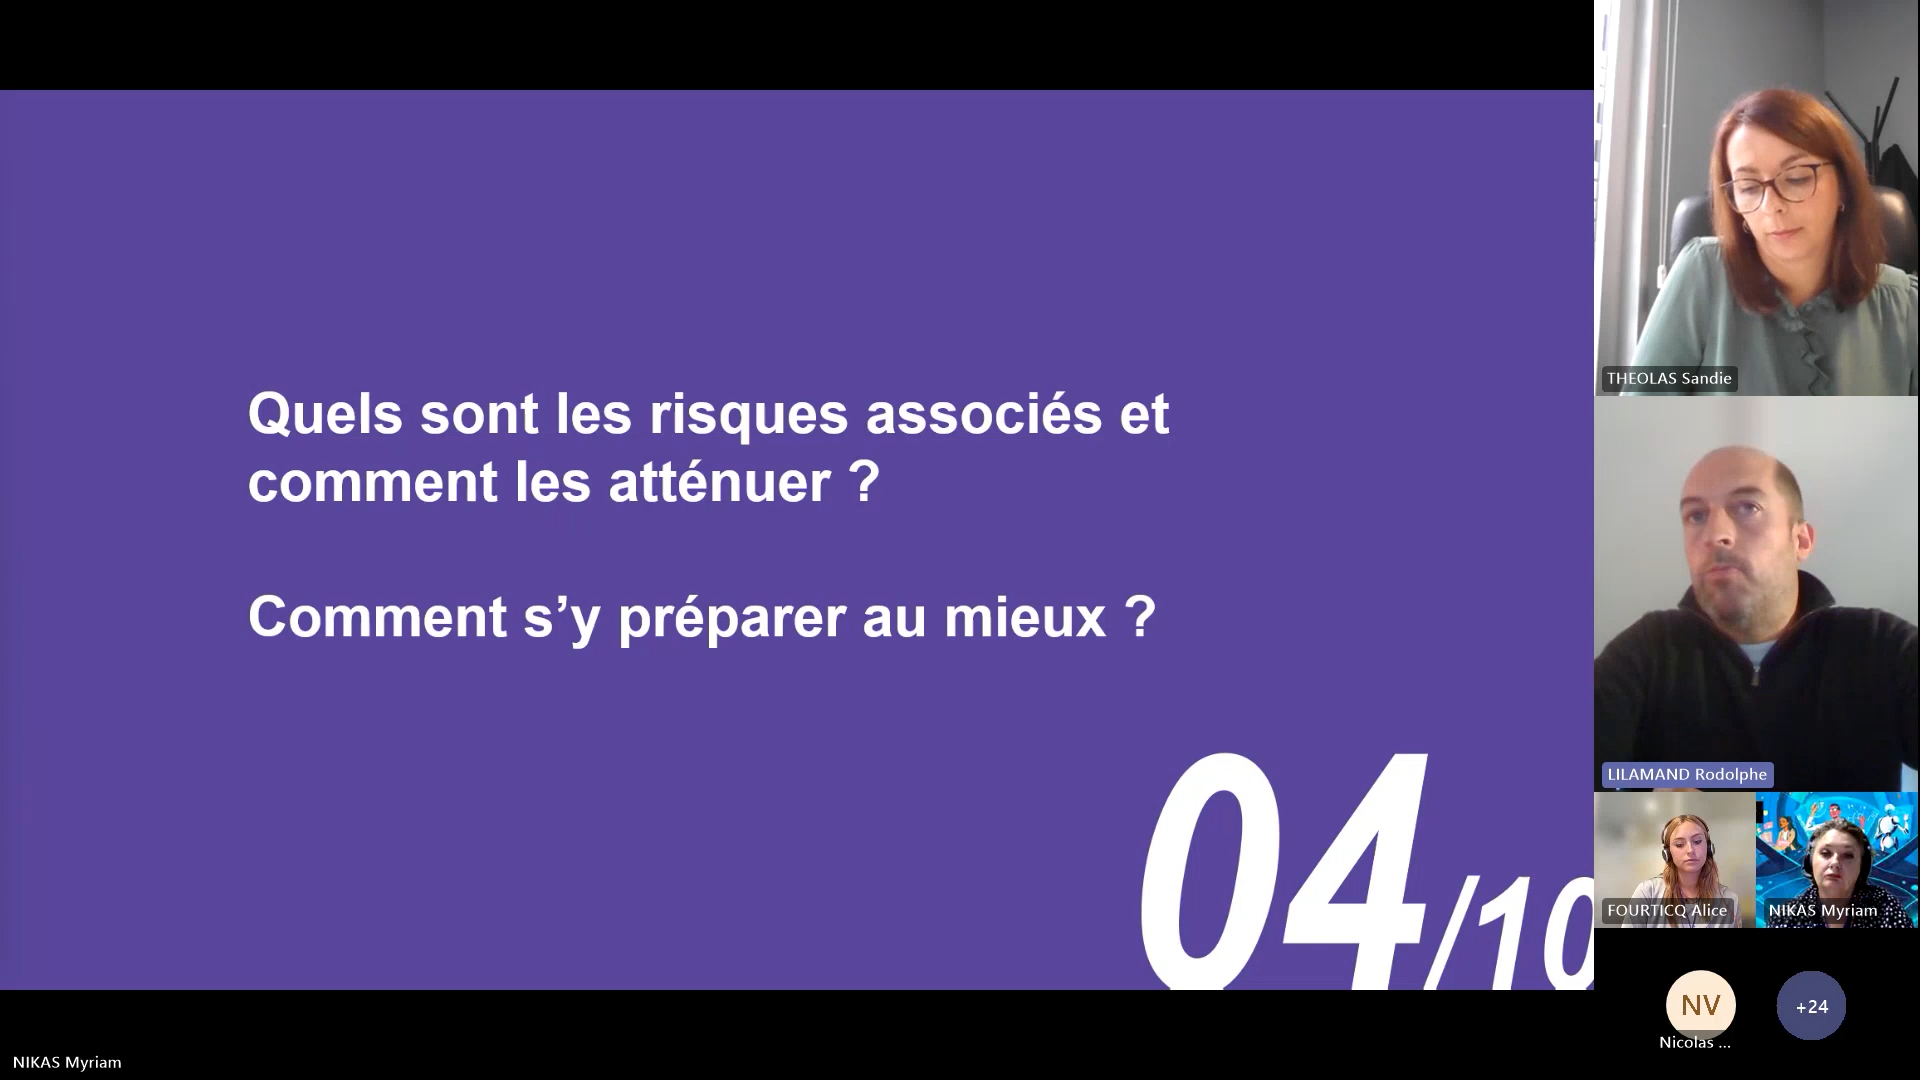 Quels sont les risques associés et
comment les atténuer ?
Comment s’y préparer au mieux ?
04/10
THEOLAS Sandie
LILAMAND Rodolphe
FOURTICQ Alice
NIKAS Myriam
NV
+24
Nicolas ...
NIKAS Myriam